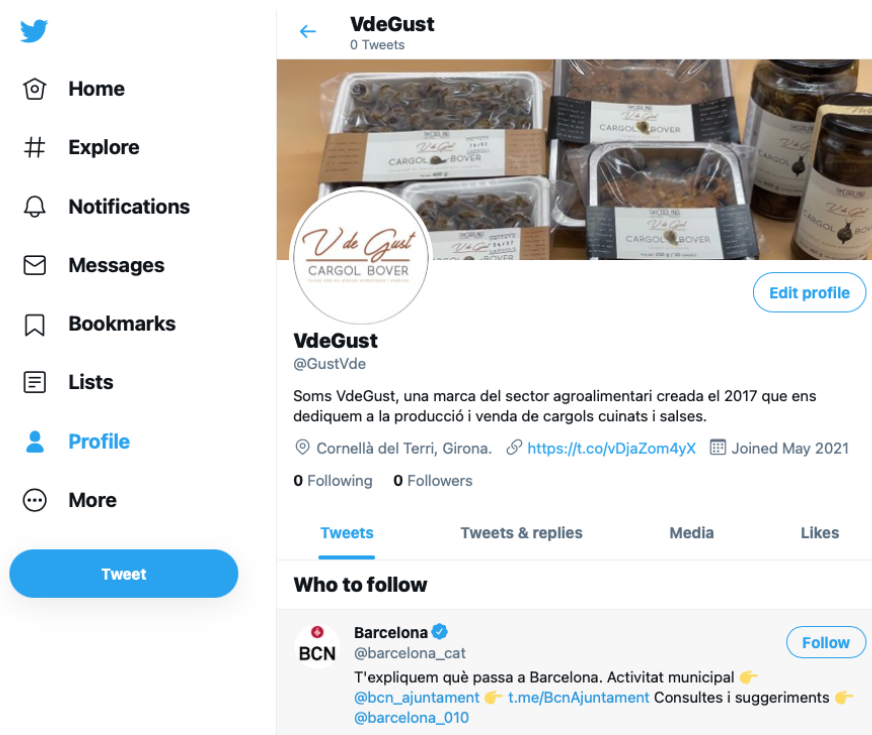 VdeGust
0 Tweets
Home
Explore
Notifications
Messages
Bookmarks
Lists
Profile
More
Tweet
CARGOL BOVER
CARGOL BOVER
V de Gust
CARGOL BOVER
V de Gust
CARGOL BOVER
Edit profile
VdeGust
@GustVde
Soms VdeGust, una marca del sector agroalimentari creada el 2017 que ens
dediquem a la producció i venda de cargols cuinats i salses.
Cornellà del Terri, Girona. https://t.co/vDjaZom4yX Joined May 2021
0 Following 0 Followers
Tweets Tweets & replies Media Likes
Who to follow
BCN
Barcelona
@barcelona_cat
Follow
T'expliquem què passa a Barcelona. Activitat municipal 👉
@bcn_ajuntament 👉 t.me/BcnAjuntament Consultes i suggeriments 👉
@barcelona_010